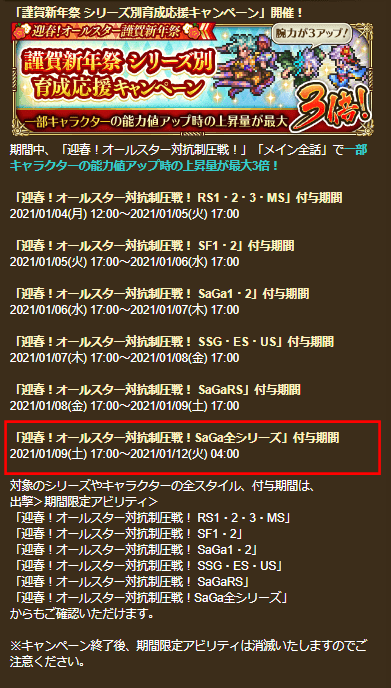 「謹賀新年祭 シリーズ別育成応援キャンペーン」開催！
迎春！オールスター謹賀新年祭
腕力が3アップ！
謹賀新年祭 シリーズ別
育成応援キャンペーン
3倍！
一部キャラクターの能力値アップ時の上昇量が最大
期間中、「迎春！オールスター対抗制圧戦！」「メイン全話」で一部
キャラクターの能力値アップ時の上昇量が最大3倍！
「迎春！オールスター対抗制圧戦！ RS1・2・3・MS」付与期間
2021/01/04(月) 12:00～2021/01/05(火) 17:00
「迎春！オールスター対抗制圧戦！ SF1・2」付与期間
2021/01/05(火) 17:00～2021/01/06(水) 17:00
「迎春！オールスター対抗制圧戦！ SaGa1・2」付与期間
2021/01/06(水) 17:00～2021/01/07(木) 17:00
「迎春！オールスター対抗制圧戦！ SSG・ES・US」付与期間
2021/01/07(木) 17:00～2021/01/08(金) 17:00
「迎春！オールスター対抗制圧戦！ SaGaRS」付与期間
2021/01/08(金) 17:00～2021/01/09(土) 17:00
「迎春！オールスター対抗制圧戦！SaGa全シリーズ」付与期間
2021/01/09(土) 17:00～2021/01/12(火) 04:00
対象のシリーズやキャラクターの全スタイル、付与期間は、
出撃＞期間限定アビリティ＞
「迎春！オールスター対抗制圧戦！ RS1・2・3・MS」
「迎春！オールスター対抗制圧戦！ SF1・2」
「迎春！オールスター対抗制圧戦！ SaGa1・2」
「迎春！オールスター対抗制圧戦！ SSG・ES・US」
「迎春！オールスター対抗制圧戦！ SaGaRS」
「迎春！オールスター対抗制圧戦！SaGa全シリーズ」
からもご確認いただけます。
※キャンペーン終了後、期間限定アビリティは消滅いたしますのでご
注意ください。